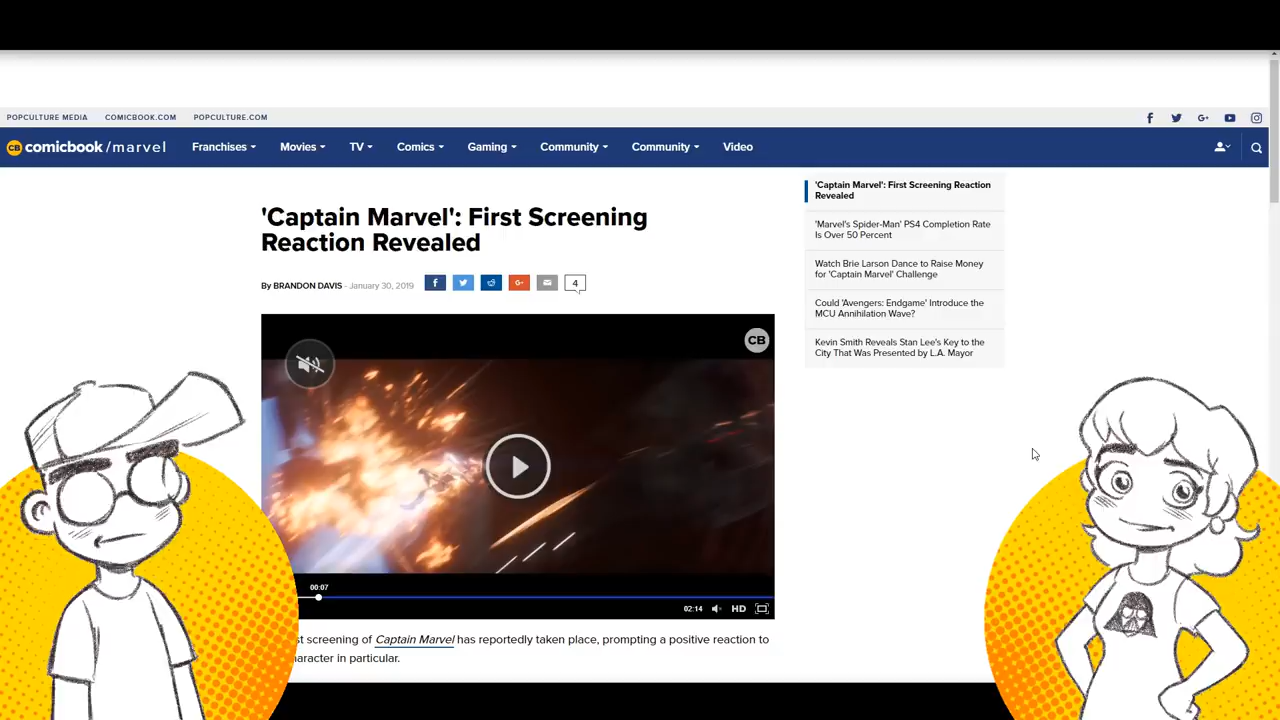 POPCULTURE MEDIA COMICBOOK.COM POPCULTURE.COM
CB comicbook /marvel Franchises Movies TV Comics Gaming Community Community Video
'Captain Marvel': First Screening
Reaction Revealed
By BRANDON DAVIS - January 30, 2019
4
CB
00:07
02:14 HD
screening of Captain Marvel has reportedly taken place, prompting a positive reaction to
in particular.
'Captain Marvel': First Screening Reaction
Revealed
'Marvel's Spider-Man' PS4 Completion Rate
Is Over 50 Percent
Watch Brie Larson Dance to Raise Money
for 'Captain Marvel' Challenge
Could 'Avengers: Endgame' Introduce the
MCU Annihilation Wave?
Kevin Smith Reveals Stan Lee's Key to the
City That Was Presented by L.A. Mayor